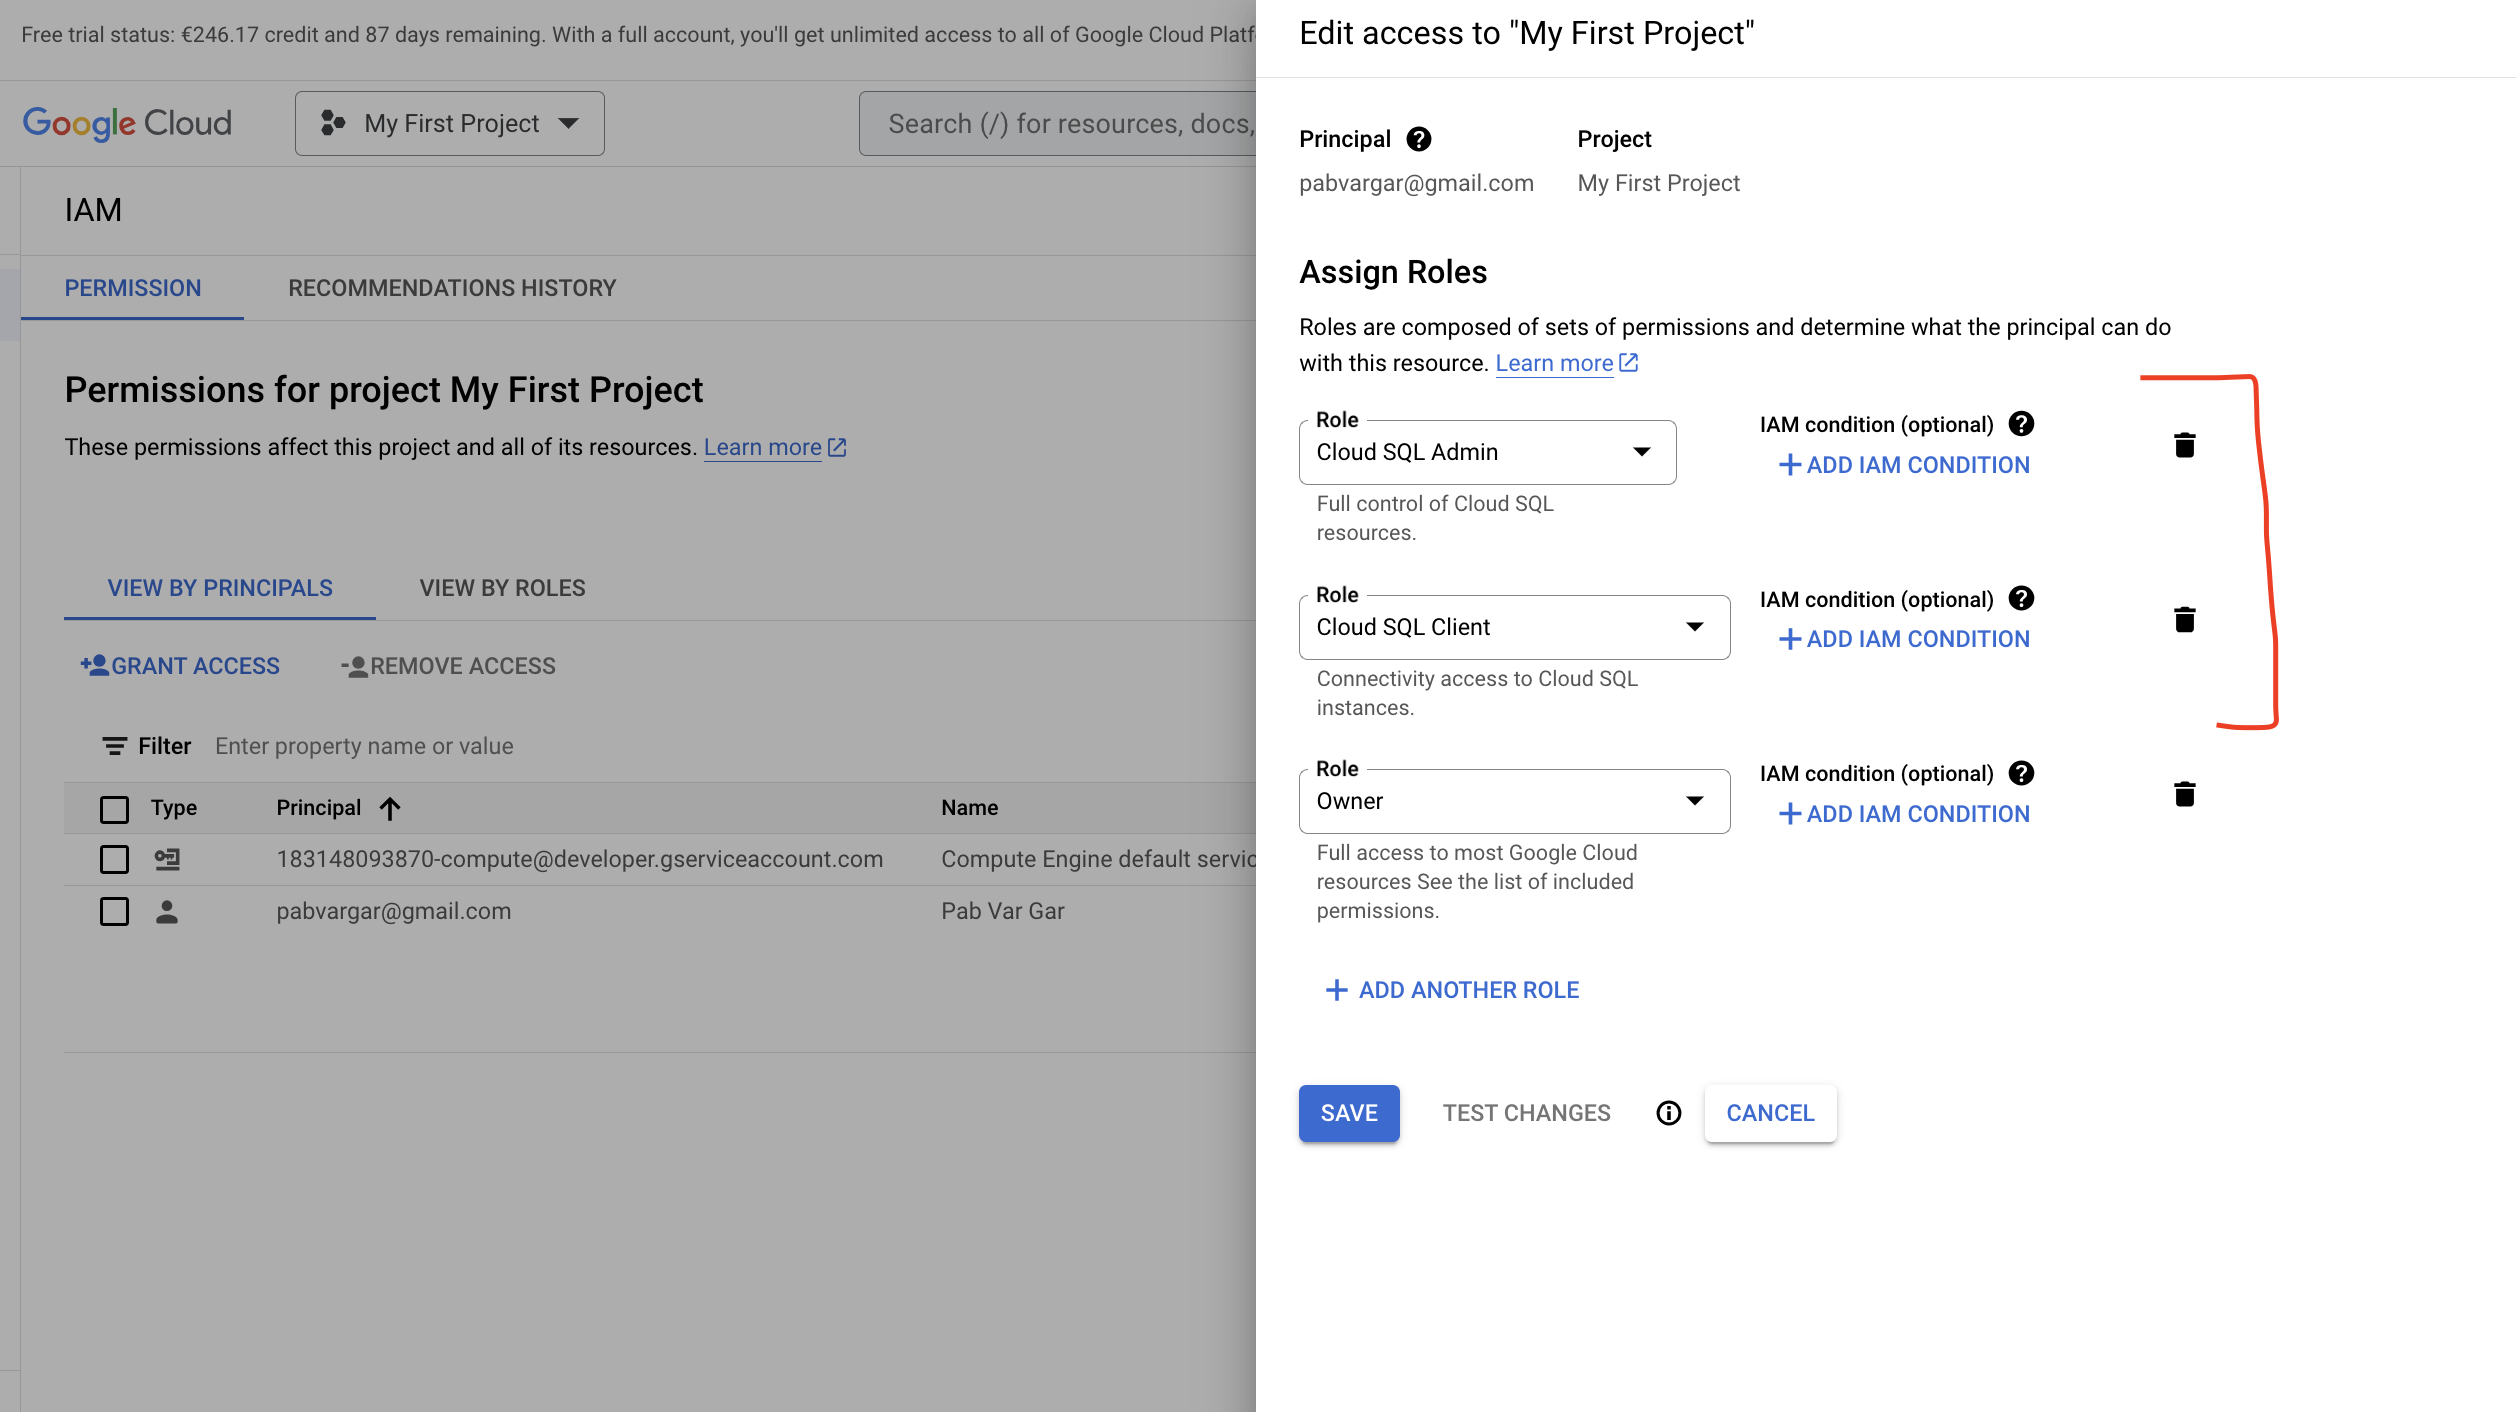 Free trial status: €246.17 credit and 87 days remaining. With a full account, you'll get unlimited access to all of Google Cloud
Google Cloud
My First Project
Search (/) for resources, docs,
IAM
PERMISSION
RECOMMENDATIONS HISTORY
Permissions for project My First Project
These permissions affect this project and all of its resources. Learn more
VIEW BY PRINCIPALS
VIEW BY ROLES
GRANT ACCESS
REMOVE ACCESS
Filter Enter property name or value
Type Principal Name
183148093870-compute@developer.gserviceaccount.com Compute Engine default
pabvargar@gmail.com Pab Var Gar
Edit access to "My First Project"
Principal Project
pabvargar@gmail.com My First Project
Assign Roles
Roles are composed of sets of permissions and determine what the principal can do
with this resource. Learn more
Role
Cloud SQL Admin
IAM condition (optional)
ADD IAM CONDITION
Full control of Cloud SQL
resources.
Role
Cloud SQL Client
IAM condition (optional)
ADD IAM CONDITION
Connectivity access to Cloud SQL
instances.
Role
Owner
IAM condition (optional)
ADD IAM CONDITION
Full access to most Google Cloud
resources See the list of included
permissions.
ADD ANOTHER ROLE
SAVE
TEST CHANGES
CANCEL